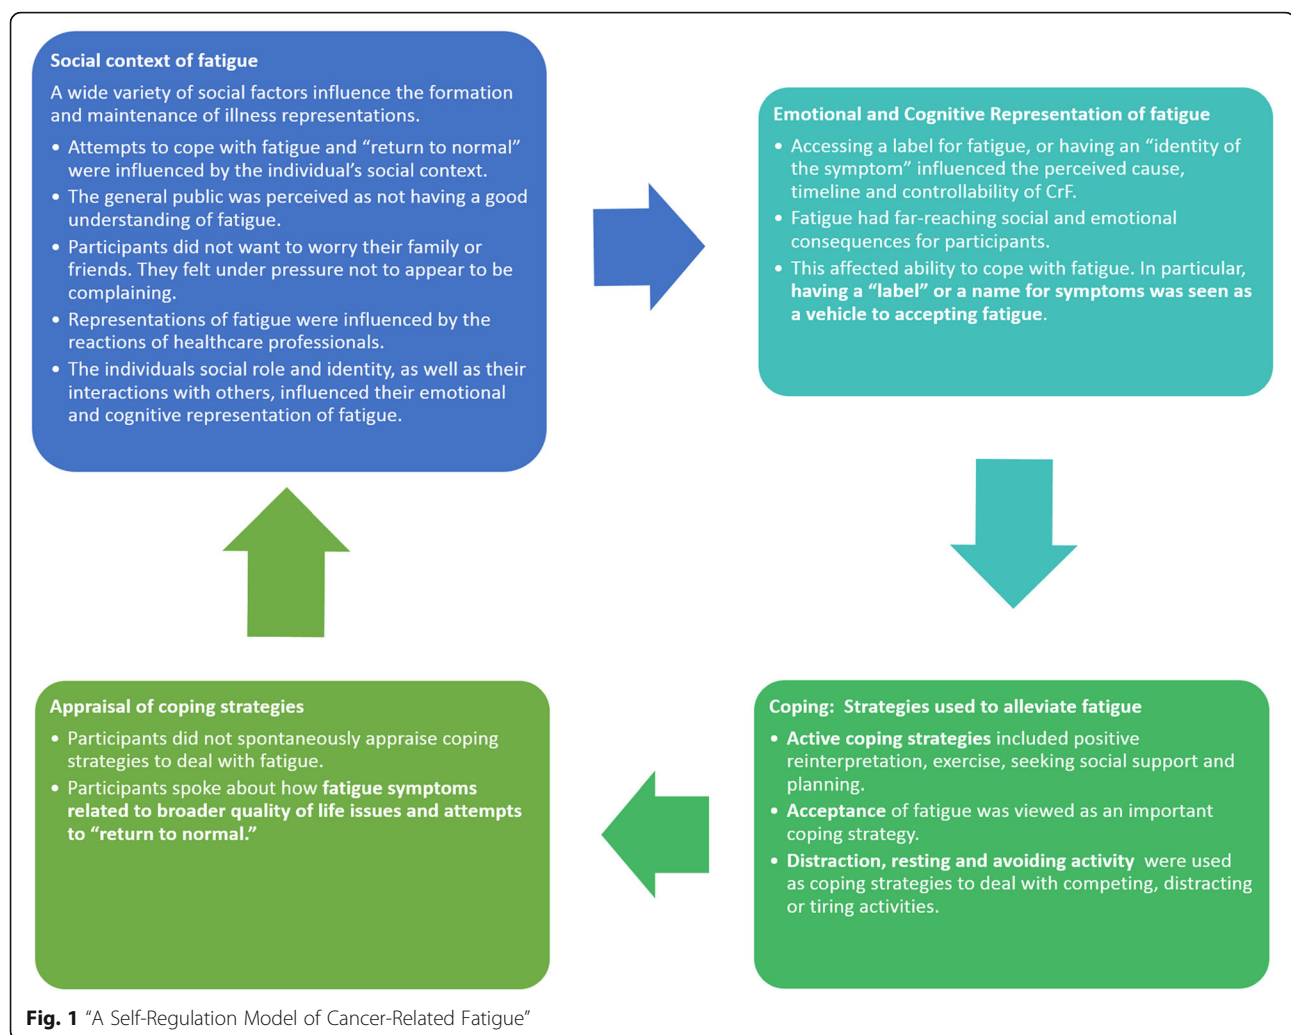 Social context of fatigue
A wide variety of social factors influence the formation
and maintenance of illness representations.
• Attempts to cope with fatigue and “return to normal”
were influenced by the individual’s social context.
• The general public was perceived as not having a good
understanding of fatigue.
• Participants did not want to worry their family or
friends. They felt under pressure not to appear to be
complaining.
• Representations of fatigue were influenced by the
reactions of healthcare professionals.
• The individuals social role and identity, as well as their
interactions with others, influenced their emotional
and cognitive representation of fatigue.
Emotional and Cognitive Representation of fatigue
• Accessing a label for fatigue, or having an “identity of
the symptom” influenced the perceived cause,
timeline and controllability of CrF.
• Fatigue had far-reaching social and emotional
consequences for participants.
• This affected ability to cope with fatigue. In particular,
having a “label” or a name for symptoms was seen as
a vehicle to accepting fatigue.
Coping:  Strategies used to alleviate fatigue
• Active coping strategies included positive
reinterpretation, exercise, seeking social support and
planning.
• Acceptance of fatigue was viewed as an important
coping strategy.
• Distraction, resting and avoiding activity  were used
as coping strategies to deal with competing, distracting
or tiring activities.
Appraisal of coping strategies
• Participants did not spontaneously appraise coping
strategies to deal with fatigue.
• Participants spoke about how fatigue symptoms
related to broader quality of life issues and attempts
to “return to normal.”
Fig. 1 “A Self-Regulation Model of Cancer-Related Fatigue”